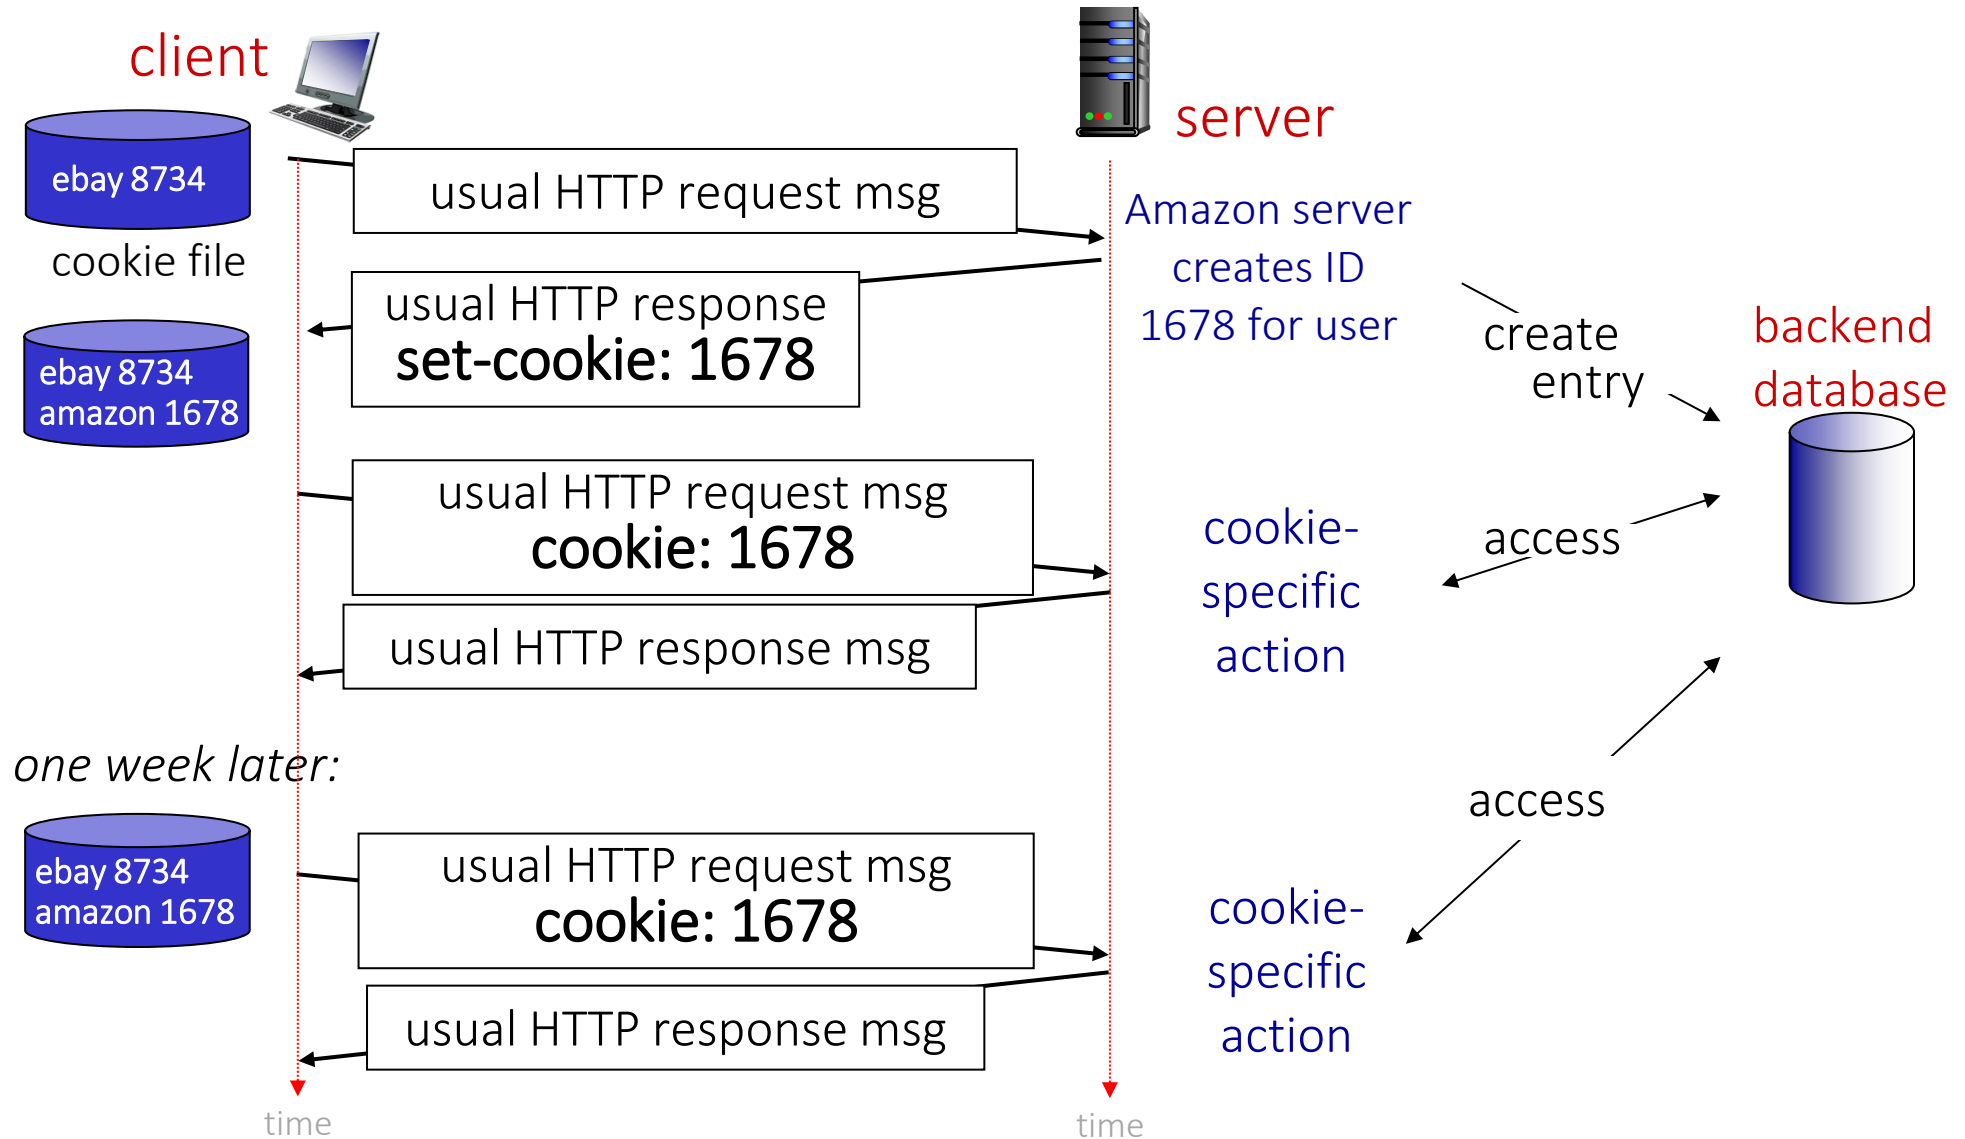 client
server
ebay 8734
cookie file
usual HTTP request msg
Amazon server
creates ID
1678 for user
usual HTTP response
set-cookie: 1678
ebay 8734
amazon 1678
create
entry
backend
database
usual HTTP request msg
cookie: 1678
cookie-
specific
action
access
usual HTTP response msg
one week later:
access
ebay 8734
amazon 1678
usual HTTP request msg
cookie: 1678
cookie-
specific
action
usual HTTP response msg
time
time